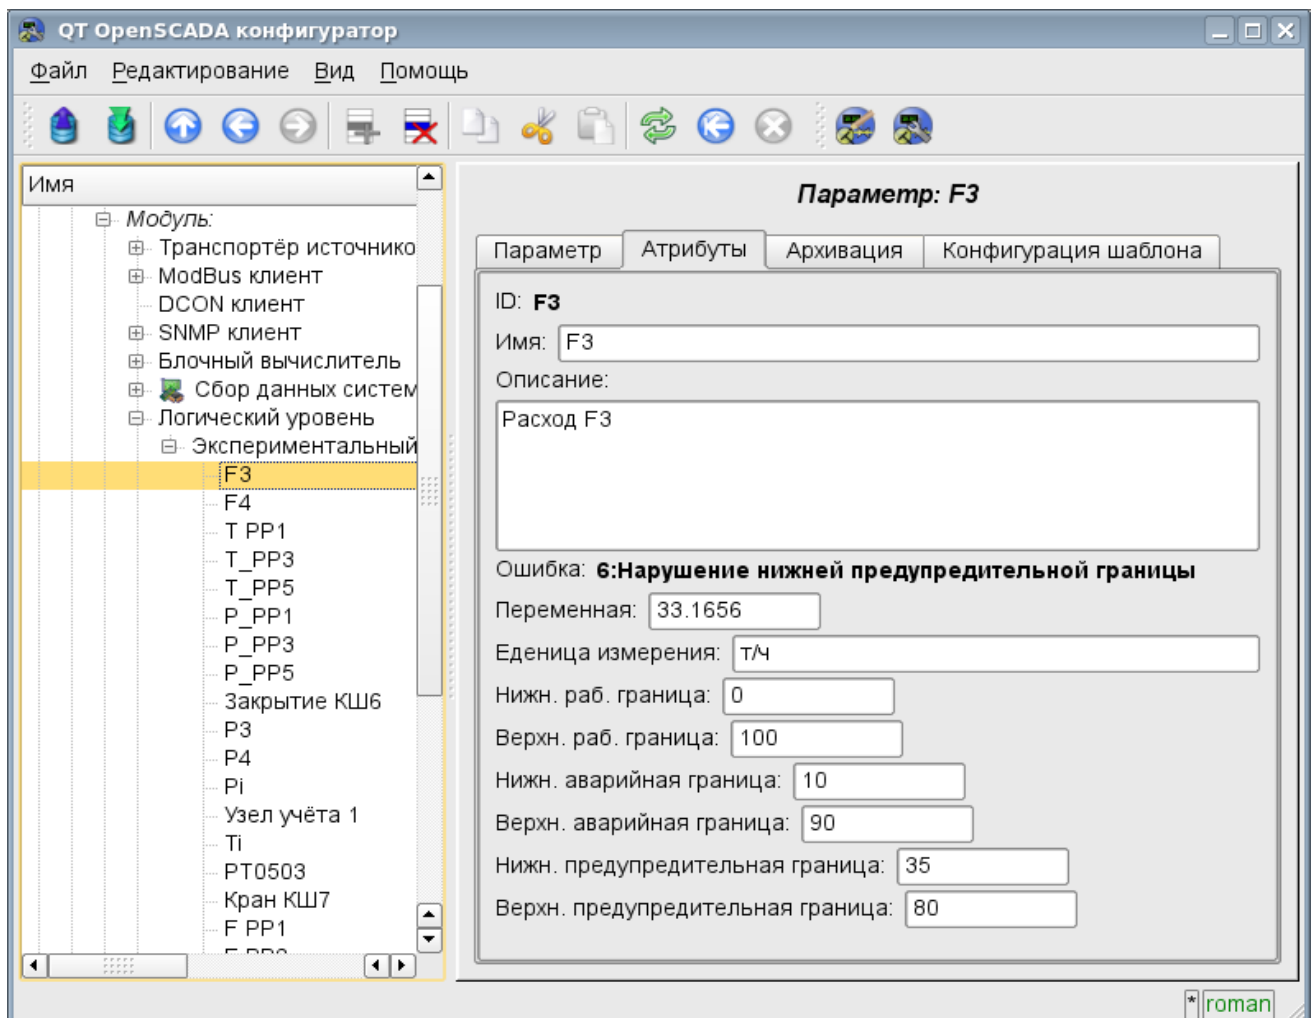 QT OpenSCADA конфигуратор
Файл Редактирование Вид Помощь
Имя
Модуль:
Транспортёр источнико
ModBus клиент
DCON клиент
SNMP клиент
Блочный вычислитель
Сбор данных систем
Логический уровень
Экспериментальный
F3
F4
T PP1
T_PP3
T_PP5
P_PP1
P_PP3
P_PP5
Закрытие КШ6
P3
P4
Pi
Узел учёта 1
Ti
PT0503
Кран КШ7
F PP1
Параметр: F3
Параметр Атрибуты Архивация Конфигурация шаблона
ID: F3
Имя: F3
Описание:
Расход F3
Ошибка: 6:Нарушение нижней предупредительной границы
Переменная: 33.1656
Еденица измерения: т/ч
Нижн. раб. граница: 0
Верхн. раб. граница: 100
Нижн. аварийная граница: 10
Верхн. аварийная граница: 90
Нижн. предупредительная граница: 35
Верхн. предупредительная граница: 80
* roman